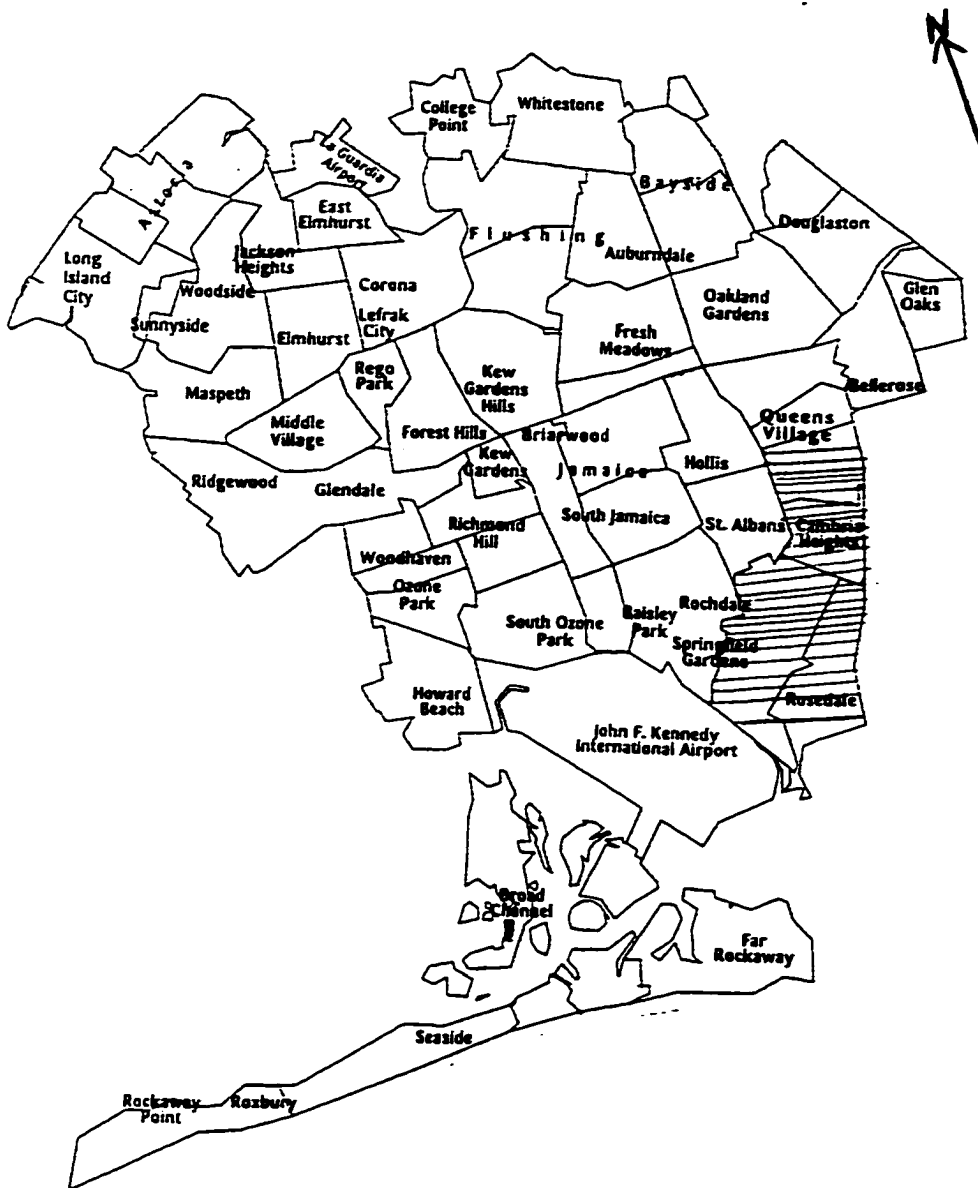 N
College
Point
Whitestone
La Guardia
Airport
Astoria
East
Elmhurst
Bayside
Douglaston
Flushing
Auburndale
Long
Island
City
Jackson
Heights
Woodside
Corona
Oakland
Gardens
Glen
Oaks
Sunnyside
Elmhurst
Lefrak
City
Fresh
Meadows
Maspeth
Rego
Park
Kew
Gardens
Hills
Bellerose
Middle
Village
Forest Hills
Briarwood
Queens
Village
Ridgewood
Glendale
Kew
Gardens
Jamaica
Hollis
Richmond
Hill
South Jamaica
St. Albans
Cambria
Heights
Woodhaven
Ozone
Park
South Ozone
Park
Baisley
Park
Rochdale
Springfield
Gardens
Howard
Beach
Rosedale
John F. Kennedy
International Airport
Broad
Channel
Far
Rockaway
Seaside
Rockaway
Point
Roxbury